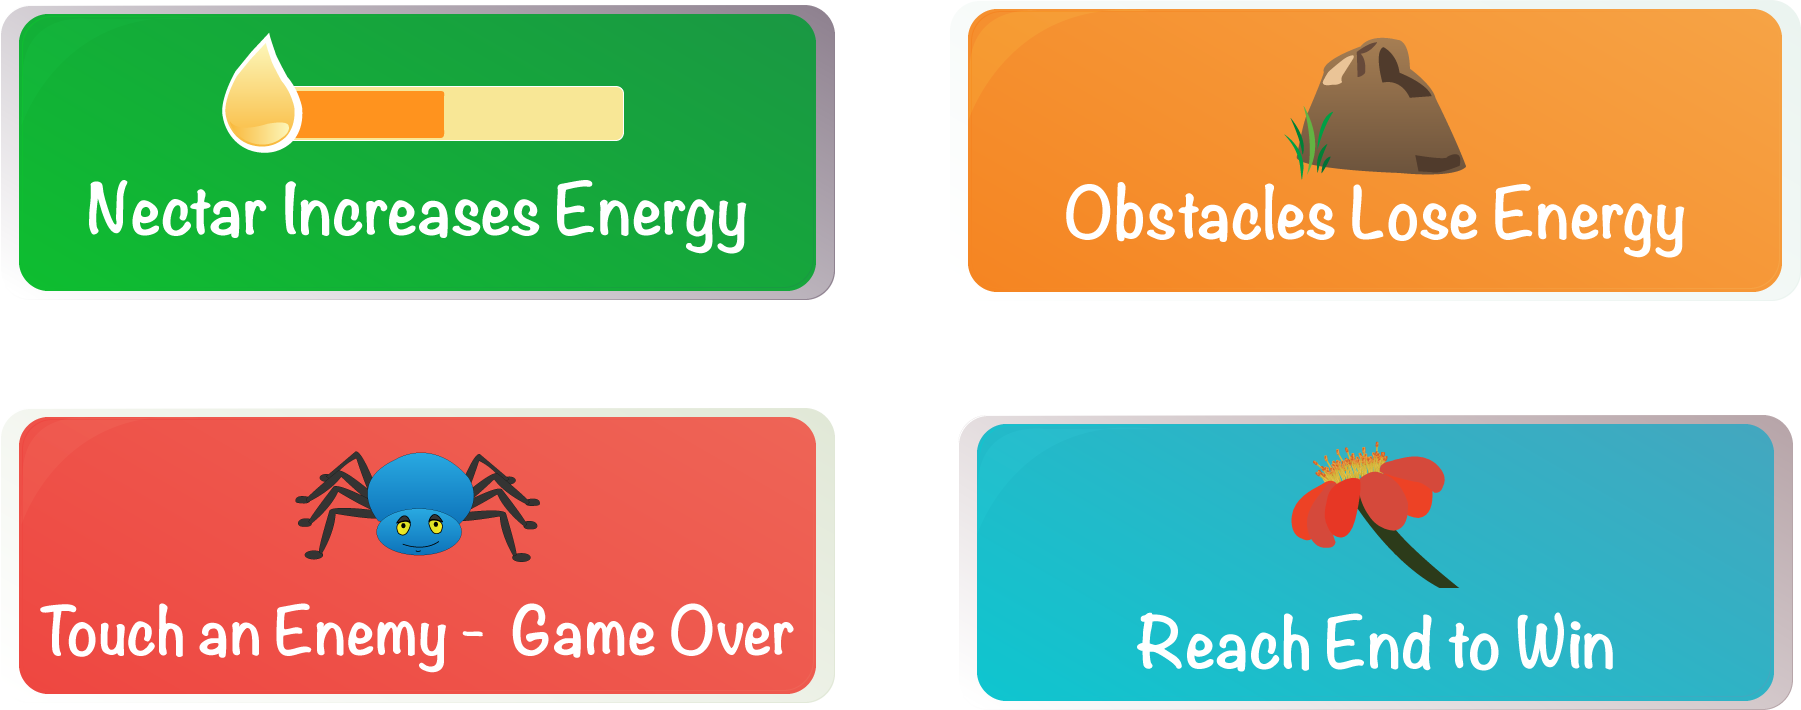 Nectar Increases Energy
Obstacles Lose Energy
Touch an Enemy - Game Over
Reach End to Win